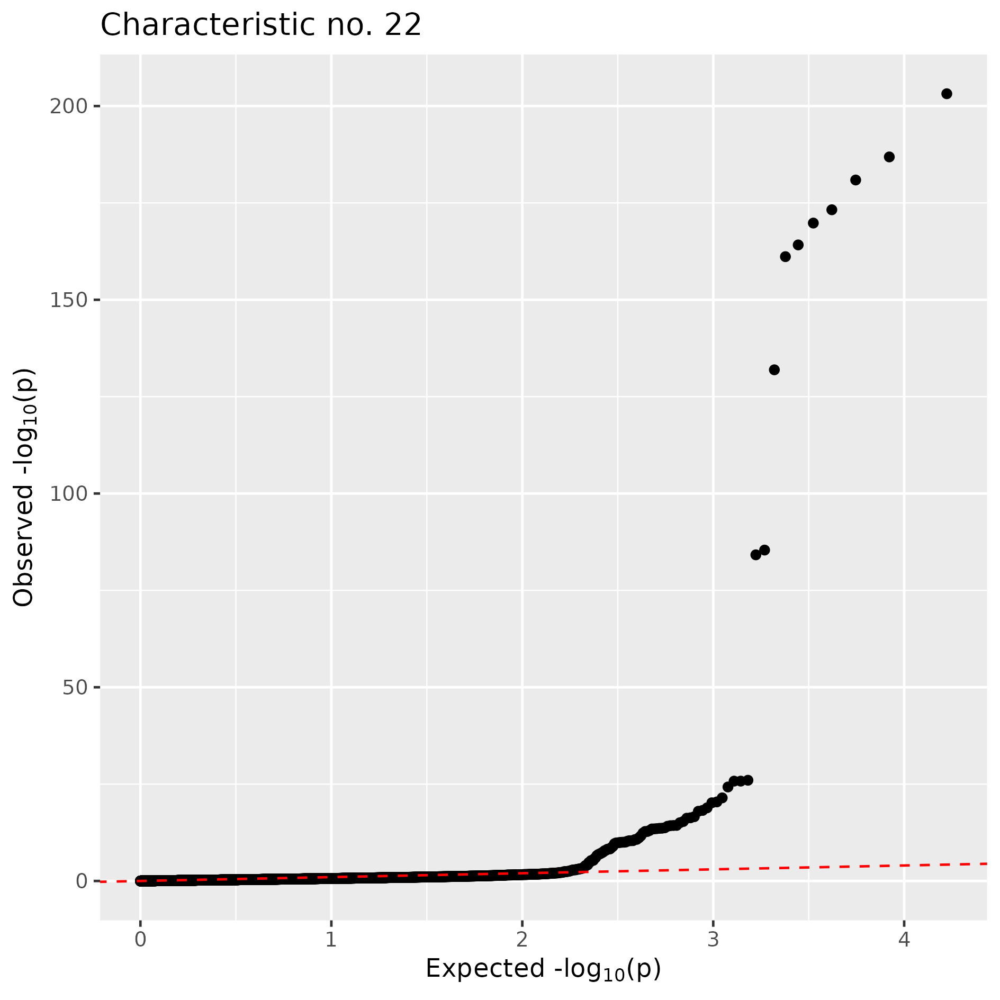 Characteristic no. 22
200
150
100
50
0
0 1 2 3 4
Expected -log₁₀(p)
Observed -log₁₀(p)